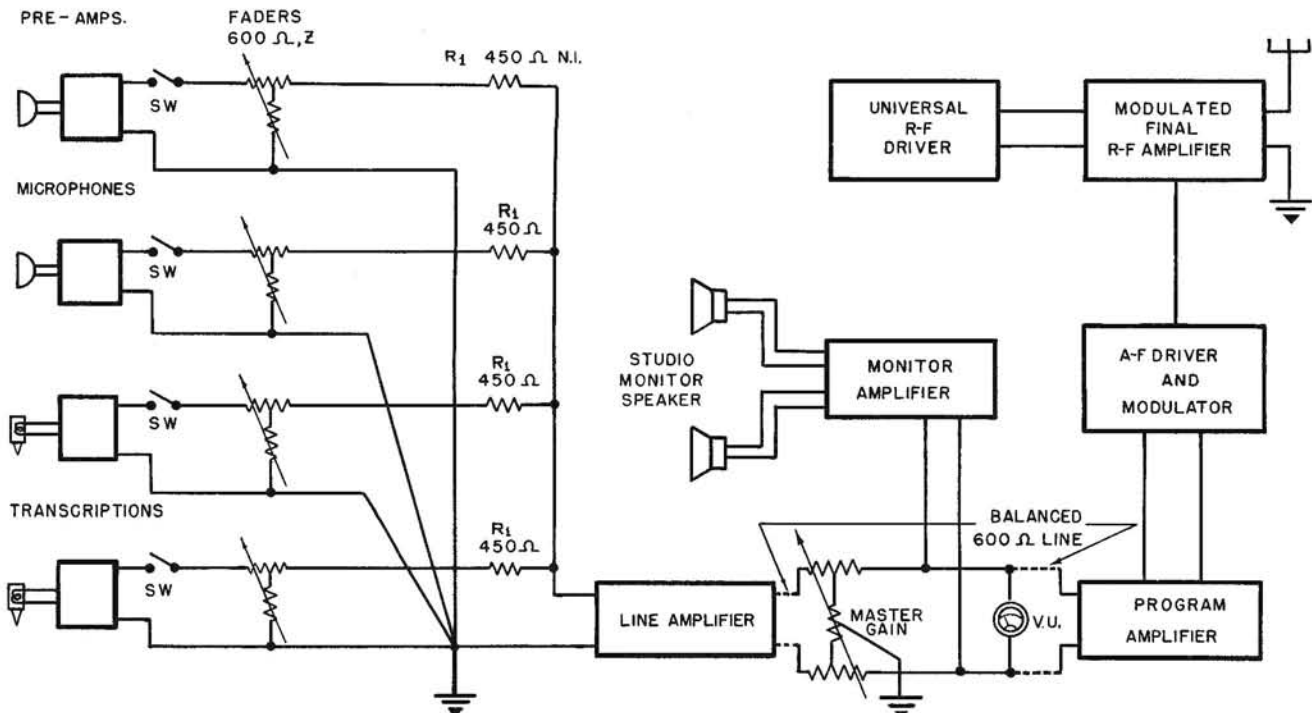 PRE-AMPS.
FADERS
600 Ω, Z
R1 450 Ω N.I.
SW
MICROPHONES
R1
450 Ω
SW
R1
450 Ω
SW
TRANSCRIPTIONS
R1
450 Ω
SW
UNIVERSAL
R-F
DRIVER
MODULATED
FINAL
R-F AMPLIFIER
STUDIO
MONITOR
SPEAKER
MONITOR
AMPLIFIER
A-F DRIVER
AND
MODULATOR
BALANCED
600 Ω LINE
LINE AMPLIFIER
MASTER
GAIN
V.U.
PROGRAM
AMPLIFIER